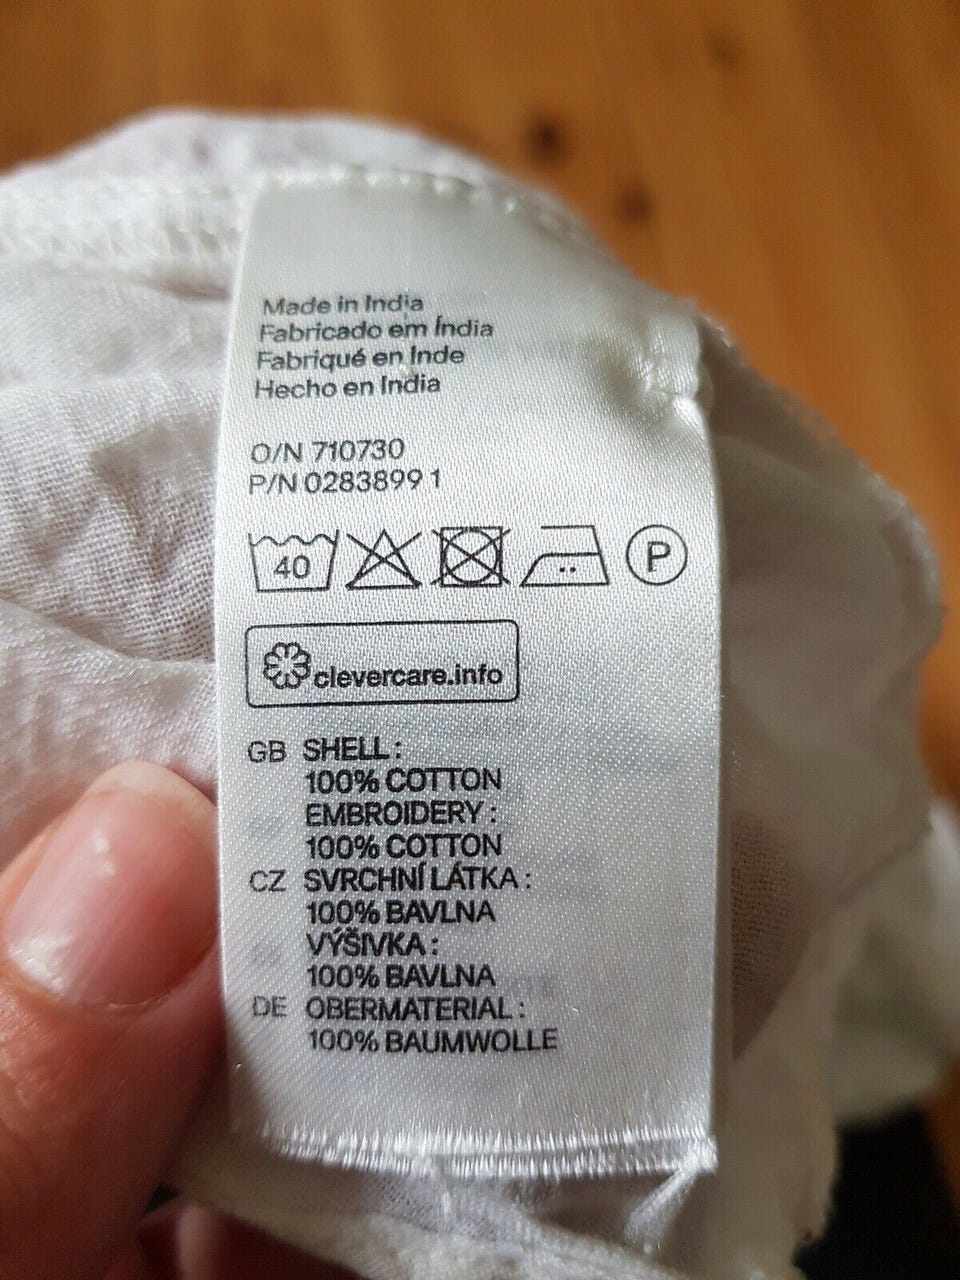 Made in India
Fabricado em Índia
Fabriqué en Inde
Hecho en India
O/N 710730
P/N 0283899 1
40 P
clevercare.info
GB SHELL:
100% COTTON
EMBROIDERY:
100% COTTON
CZ SVRCHNÍ LÁTKA:
100% BAVLNA
VÝŠIVKA:
100% BAVLNA
DE OBERMATERIAL:
100% BAUMWOLLE